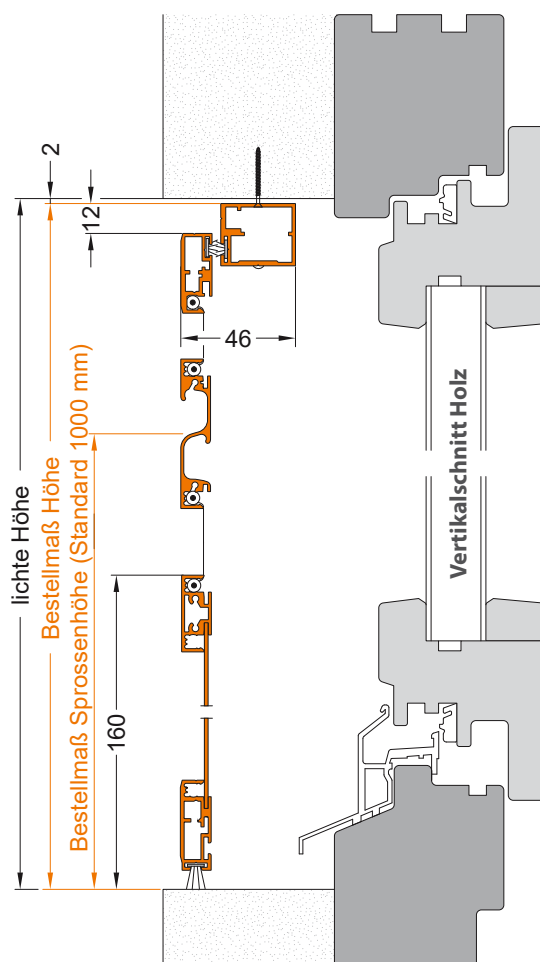 2
12
46
lichte Höhe
Bestellmaß Höhe
Bestellmaß Sprossenhöhe (Standard 1000 mm)
160
Vertikalschnitt Holz